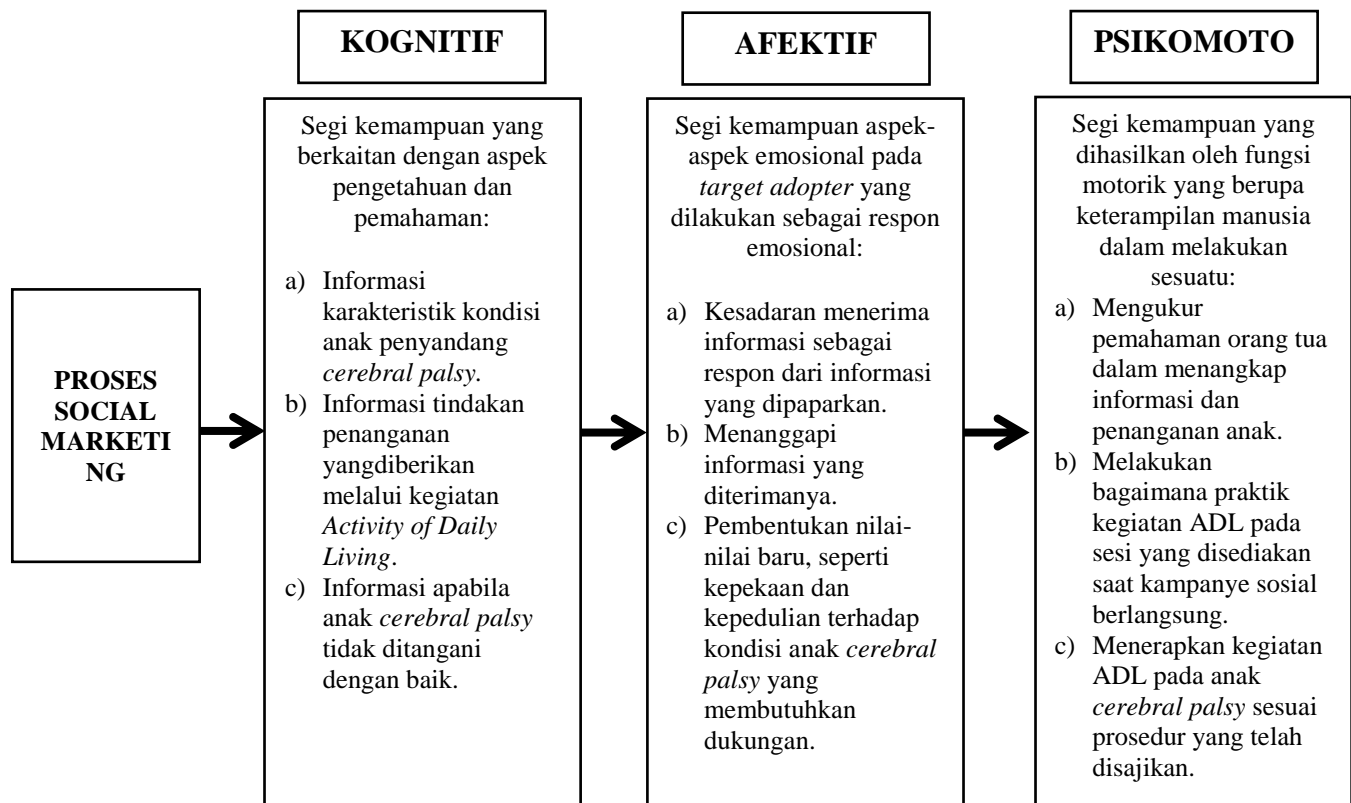 KOGNITIF
AFEKTIF
PSIKOMOTO
PROSES
SOCIAL
MARKETI
NG
Segi kemampuan yang
berkaitan dengan aspek
pengetahuan dan
pemahaman:
a) Informasi
karakteristik kondisi
anak penyandang
cerebral palsy.
b) Informasi tindakan
penanganan
yangdiberikan
melalui kegiatan
Activity of Daily
Living.
c) Informasi apabila
anak cerebral palsy
tidak ditangani
dengan baik.
Segi kemampuan aspek-
aspek emosional pada
target adopter yang
dilakukan sebagai respon
emosional:
a) Kesadaran menerima
informasi sebagai
respon dari informasi
yang dipaparkan.
b) Menanggapi
informasi yang
diterimanya.
c) Pembentukan nilai-
nilai baru, seperti
kepekaan dan
kepedulian terhadap
kondisi anak cerebral
palsy yang
membutuhkan
dukungan.
Segi kemampuan yang
dihasilkan oleh fungsi
motorik yang berupa
keterampilan manusia
dalam melakukan
sesuatu:
a) Mengukur
pemahaman orang tua
dalam menangkap
informasi dan
penanganan anak.
b) Melakukan
bagaimana praktik
kegiatan ADL pada
sesi yang disediakan
saat kampanye sosial
berlangsung.
c) Menerapkan kegiatan
ADL pada anak
cerebral palsy sesuai
prosedur yang telah
disajikan.